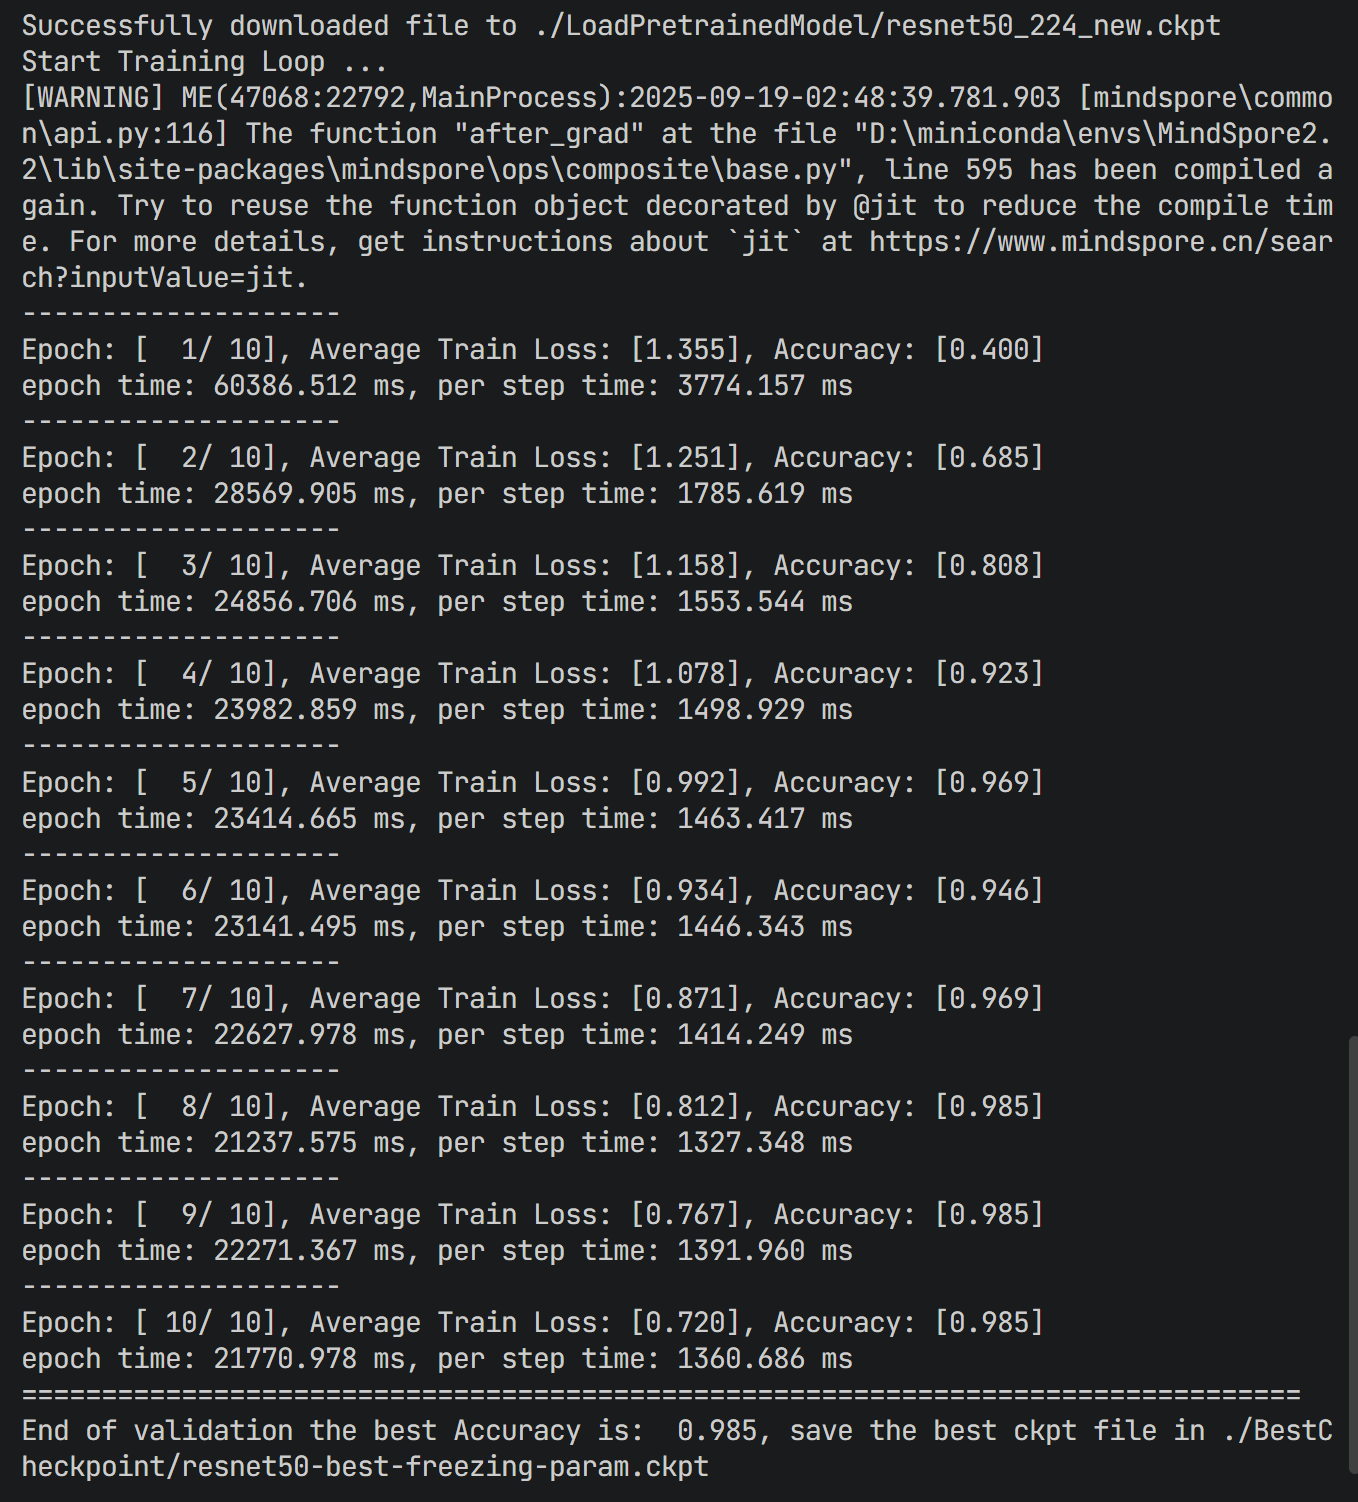 Successfully downloaded file to ./LoadPretrainedModel/resnet50_224_new.ckpt
Start Training Loop ...
[WARNING] ME(47068:22792,MainProcess):2025-09-19-02:48:39.781.903 [mindspore\commo
n\api.py:116] The function "after_grad" at the file "D:\miniconda\envs\MindSpore2.
2\lib\site-packages\mindspore\ops\composite\base.py", line 595 has been compiled a
gain. Try to reuse the function object decorated by @jit to reduce the compile tim
e. For more details, get instructions about `jit` at https://www.mindspore.cn/sear
ch?inputValue=jit.
--------------------
Epoch: [  1/ 10], Average Train Loss: [1.355], Accuracy: [0.400]
epoch time: 60386.512 ms, per step time: 3774.157 ms
--------------------
Epoch: [  2/ 10], Average Train Loss: [1.251], Accuracy: [0.685]
epoch time: 28569.905 ms, per step time: 1785.619 ms
--------------------
Epoch: [  3/ 10], Average Train Loss: [1.158], Accuracy: [0.808]
epoch time: 24856.706 ms, per step time: 1553.544 ms
--------------------
Epoch: [  4/ 10], Average Train Loss: [1.078], Accuracy: [0.923]
epoch time: 23982.859 ms, per step time: 1498.929 ms
--------------------
Epoch: [  5/ 10], Average Train Loss: [0.992], Accuracy: [0.969]
epoch time: 23414.665 ms, per step time: 1463.417 ms
--------------------
Epoch: [  6/ 10], Average Train Loss: [0.934], Accuracy: [0.946]
epoch time: 23141.495 ms, per step time: 1446.343 ms
--------------------
Epoch: [  7/ 10], Average Train Loss: [0.871], Accuracy: [0.969]
epoch time: 22627.978 ms, per step time: 1414.249 ms
--------------------
Epoch: [  8/ 10], Average Train Loss: [0.812], Accuracy: [0.985]
epoch time: 21237.575 ms, per step time: 1327.348 ms
--------------------
Epoch: [  9/ 10], Average Train Loss: [0.767], Accuracy: [0.985]
epoch time: 22271.367 ms, per step time: 1391.960 ms
--------------------
Epoch: [ 10/ 10], Average Train Loss: [0.720], Accuracy: [0.985]
epoch time: 21770.978 ms, per step time: 1360.686 ms
================================================================================
End of validation the best Accuracy is:  0.985, save the best ckpt file in ./BestC
heckpoint/resnet50-best-freezing-param.ckpt